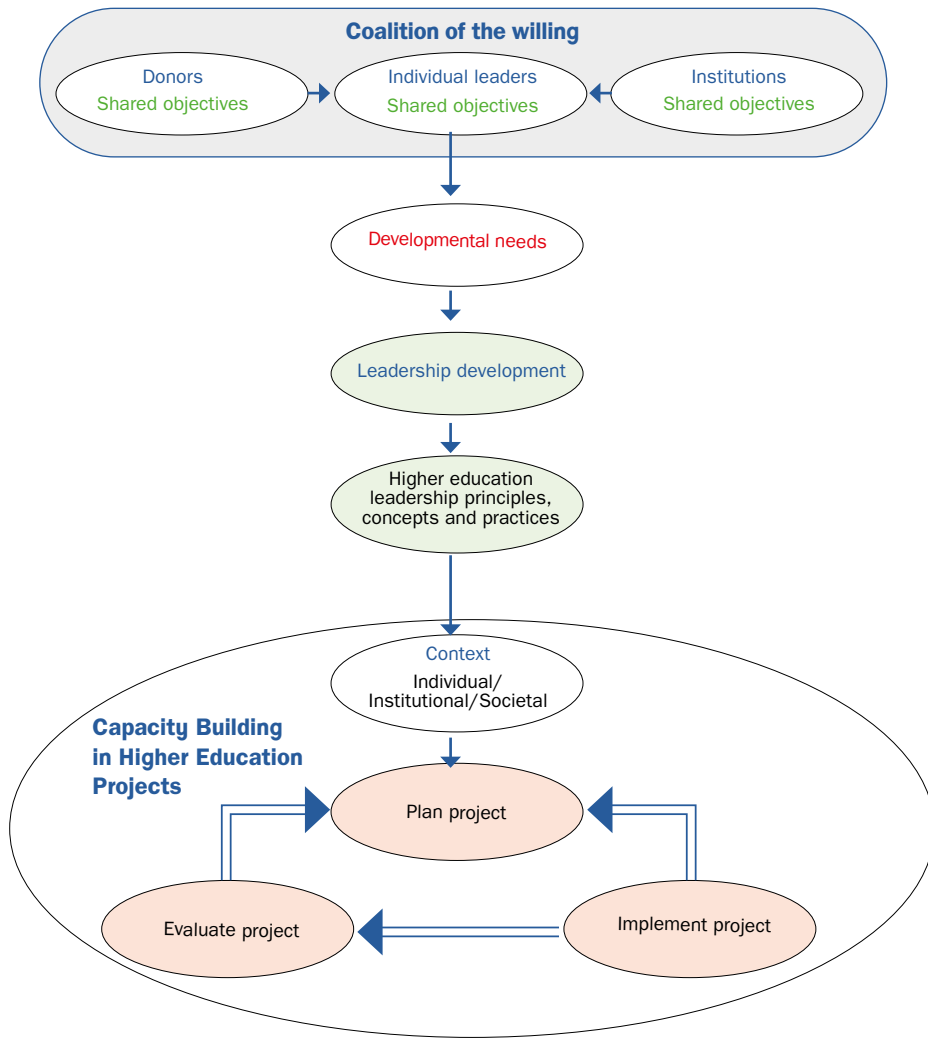 Coalition of the willing
Donors
Shared objectives
Individual leaders
Shared objectives
Institutions
Shared objectives
Developmental needs
Leadership development
Higher education
leadership principles,
concepts and practices
Context
Individual/
Institutional/Societal
Capacity Building
in Higher Education
Projects
Plan project
Evaluate project
Implement project